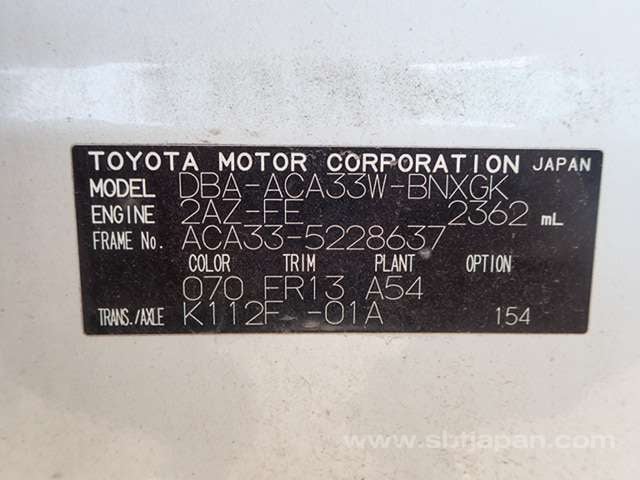 TOYOTA MOTOR CORPORATION JAPAN
MODEL DBA-ACA33W-BNXGK
ENGINE 2AZ-FE 2362 mL
FRAME No. ACA33-5228637
COLOR TRIM PLANT OPTION
070 FR13 A54
TRANS./AXLE K112F -01A 154
www.sbtjapan.com